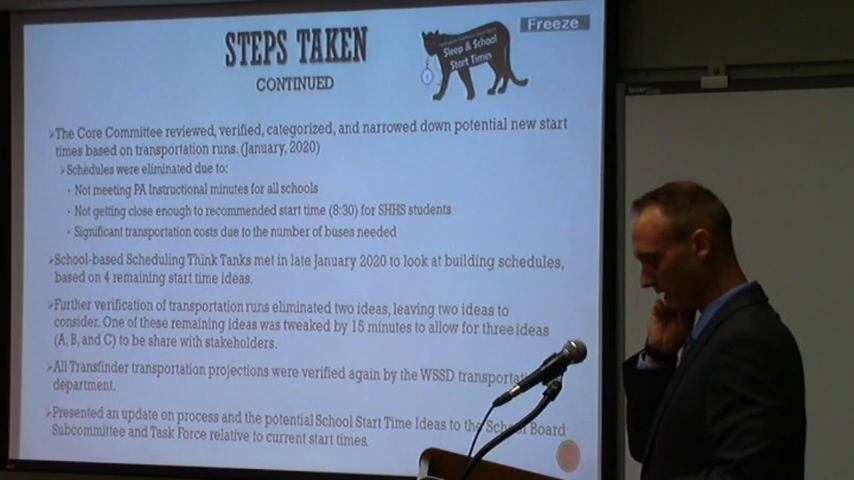 STEPS TAKEN
CONTINUED
Sleep & School
Start Times
Freeze
➢The Core Committee reviewed, verified, categorized, and narrowed down potential new start
times based on transportation runs. (January, 2020)
➢Schedules were eliminated due to:
• Not meeting PA Instructional minutes for all schools
• Not getting close enough to recommended start time (8:30) for SHHS students
• Significant transportation costs due to the number of buses needed
➢School-based Scheduling Think Tanks met in late January 2020 to look at building schedules,
based on 4 remaining start time ideas.
➢Further verification of transportation runs eliminated two ideas, leaving two ideas to
consider. One of these remaining ideas was tweaked by 15 minutes to allow for three ideas
(A, B, and C) to be share with stakeholders.
➢All Transfinder transportation projections were verified again by the WSSD transportat
department.
➢Presented an update on process and the potential School Start Time Ideas to the School Board
Subcommittee and Task Force relative to current start times.